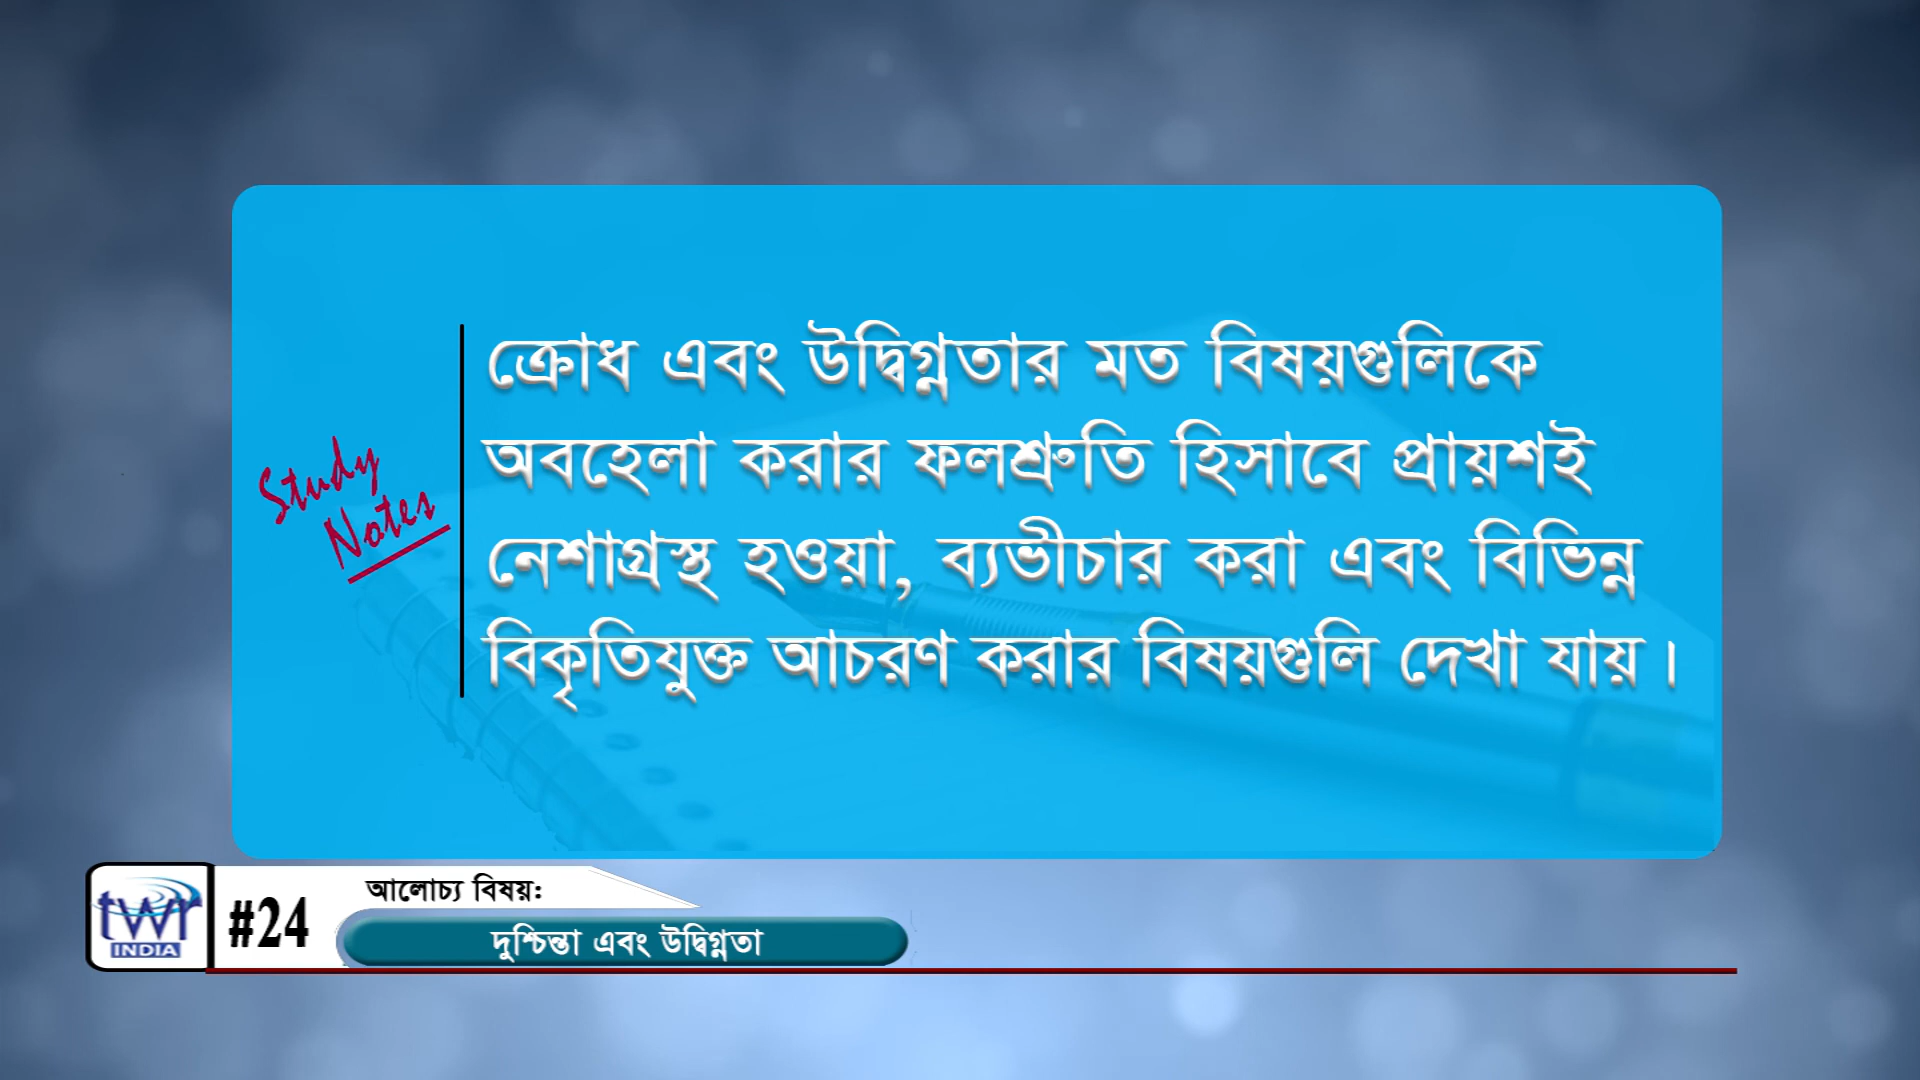 ক্রোধ এবং উদ্বিগ্নতার মত বিষয়গুলিকে
অবহেলা করার ফলশ্রুতি হিসাবে প্রায়শই
নেশাগ্রস্থ হওয়া, ব্যভীচার করা এবং বিভিন্ন
বিকৃতিযুক্ত আচরণ করার বিষয়গুলি দেখা যায় ।
Study
Notes
twr
INDIA
#24
আলোচ্য বিষয়:
দুশ্চিন্তা এবং উদ্বিগ্নতা